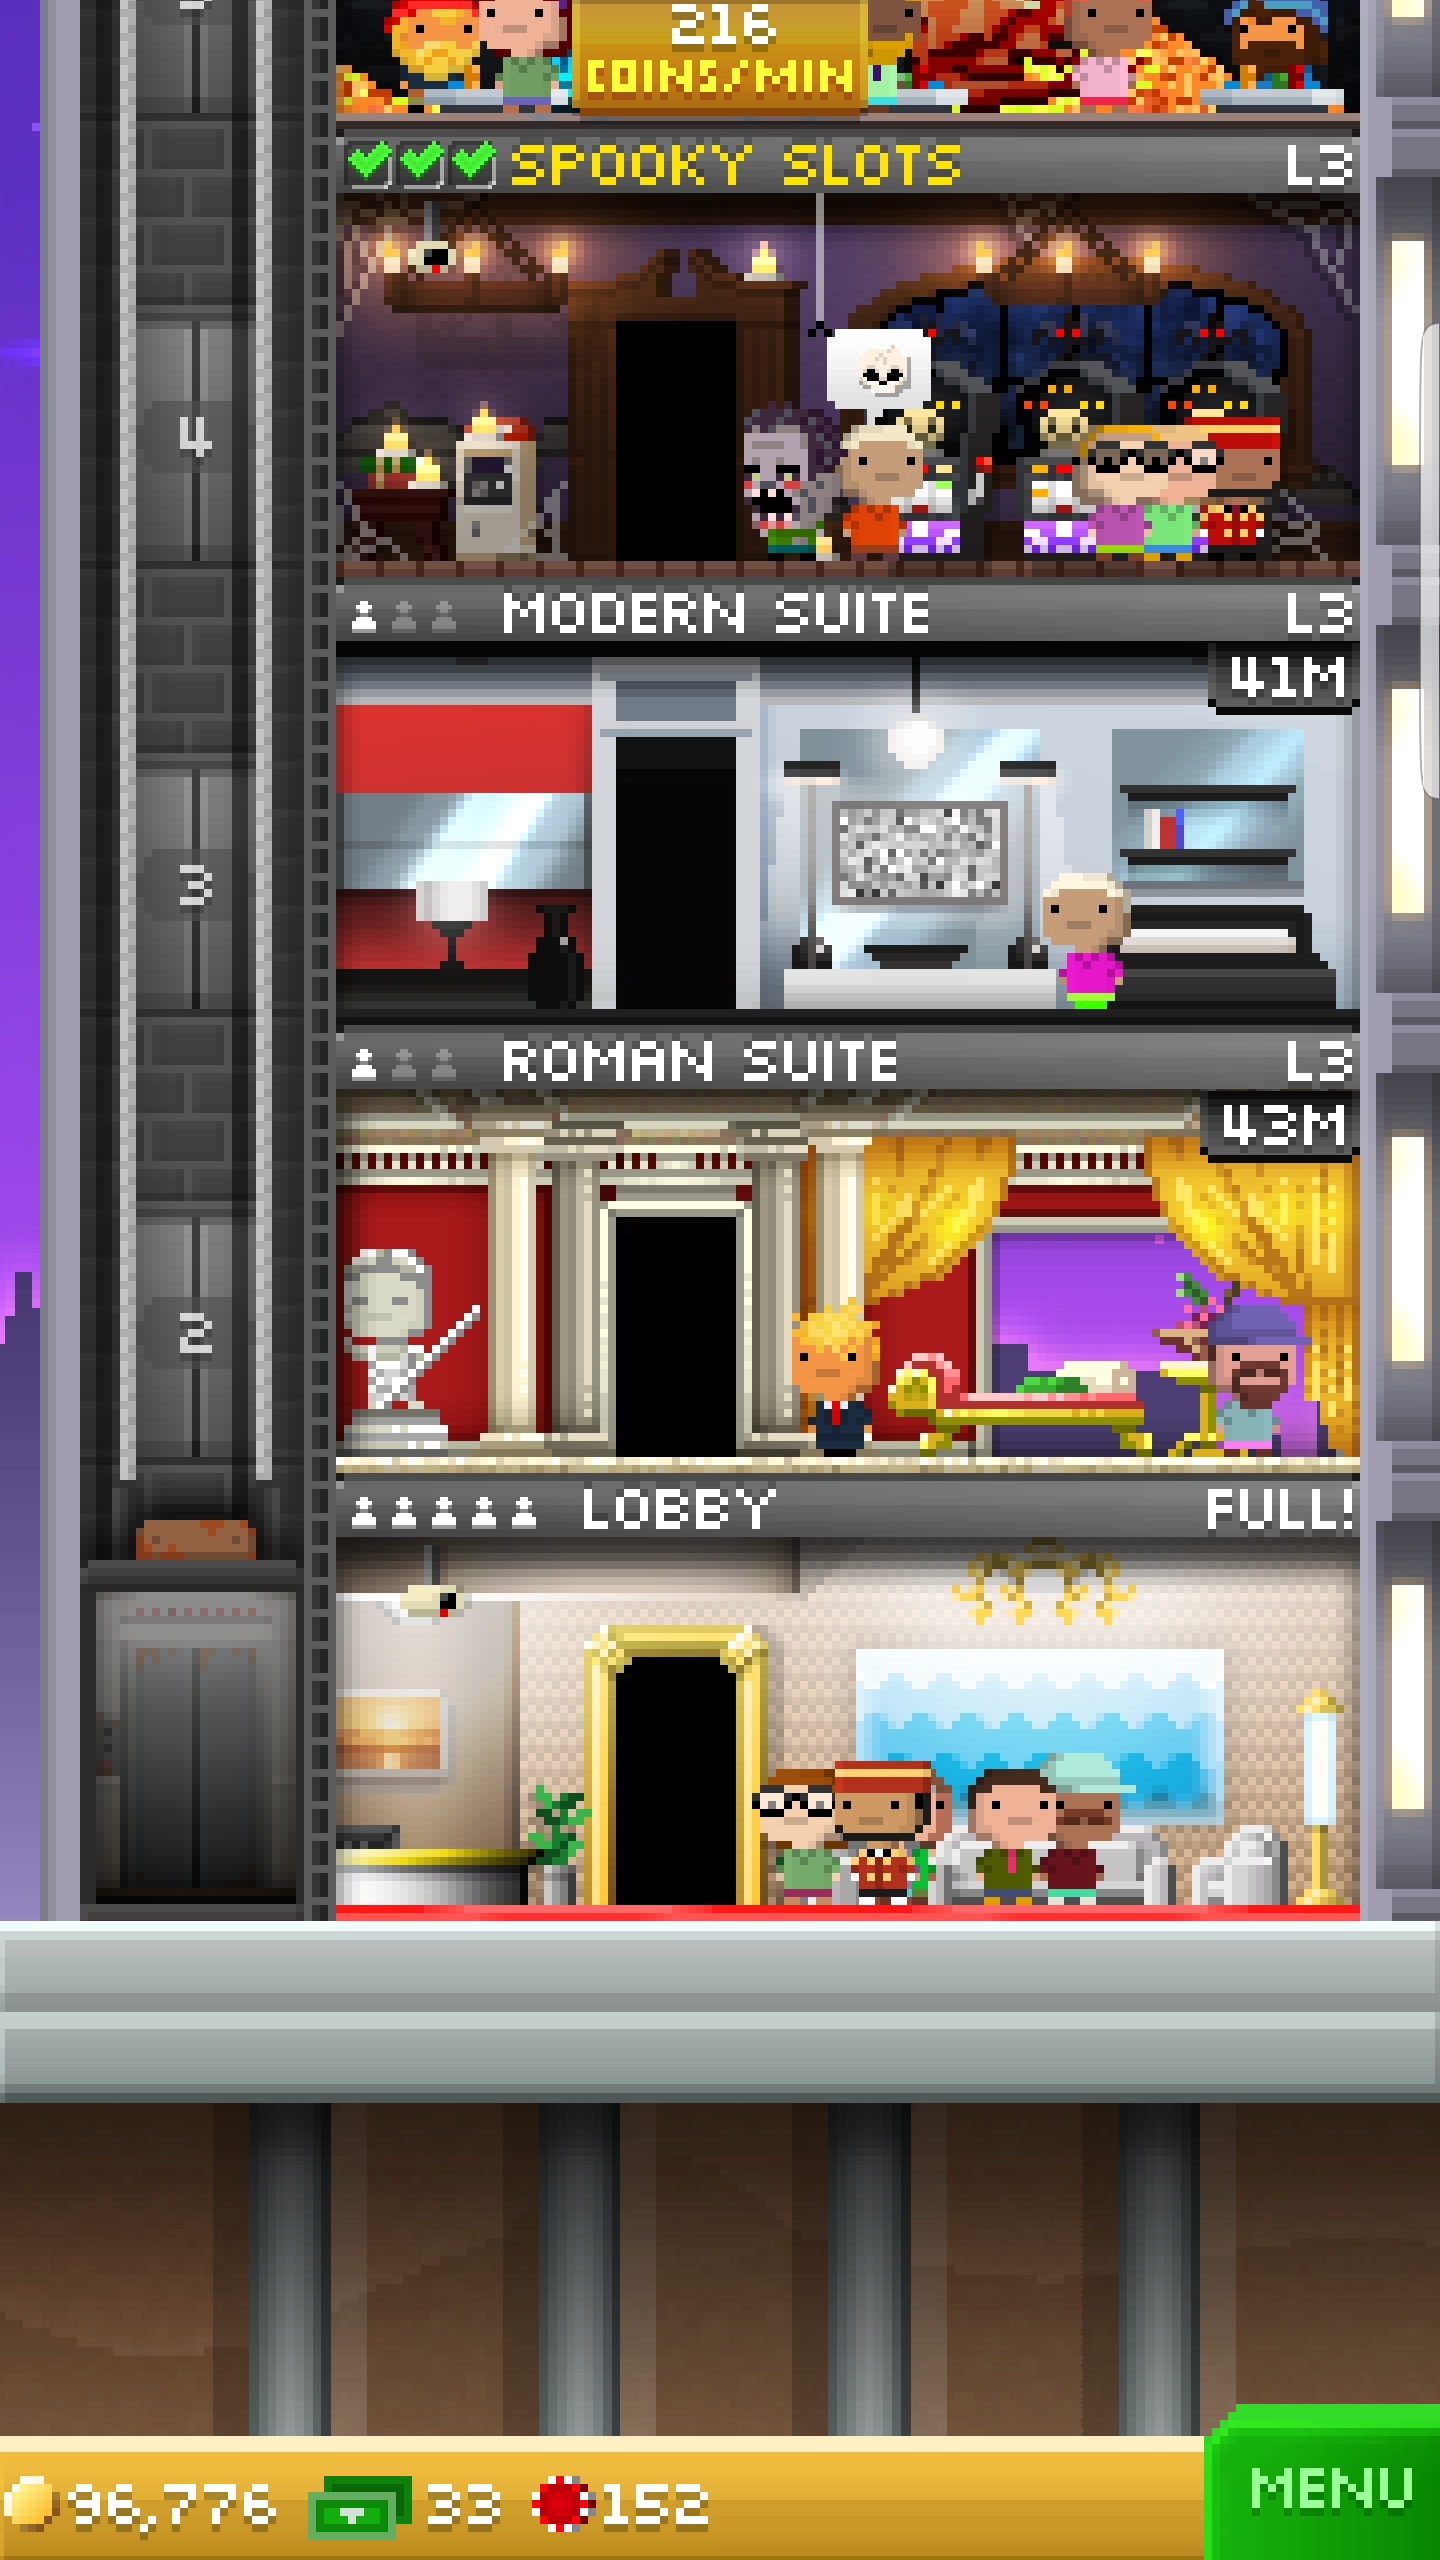 216
COINS/MIN
SPOOKY SLOTS L3
4
MODERN SUITE L3
41M
3
ROMAN SUITE L3
43M
2
LOBBY FULL!
96,776 33 152
MENU